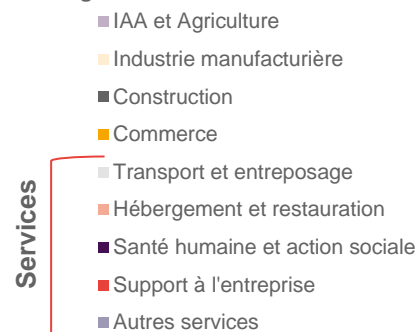 IAA et Agriculture
Industrie manufacturière
Construction
Commerce
Services
Transport et entreposage
Hébergement et restauration
Santé humaine et action sociale
Support à l'entreprise
Autres services